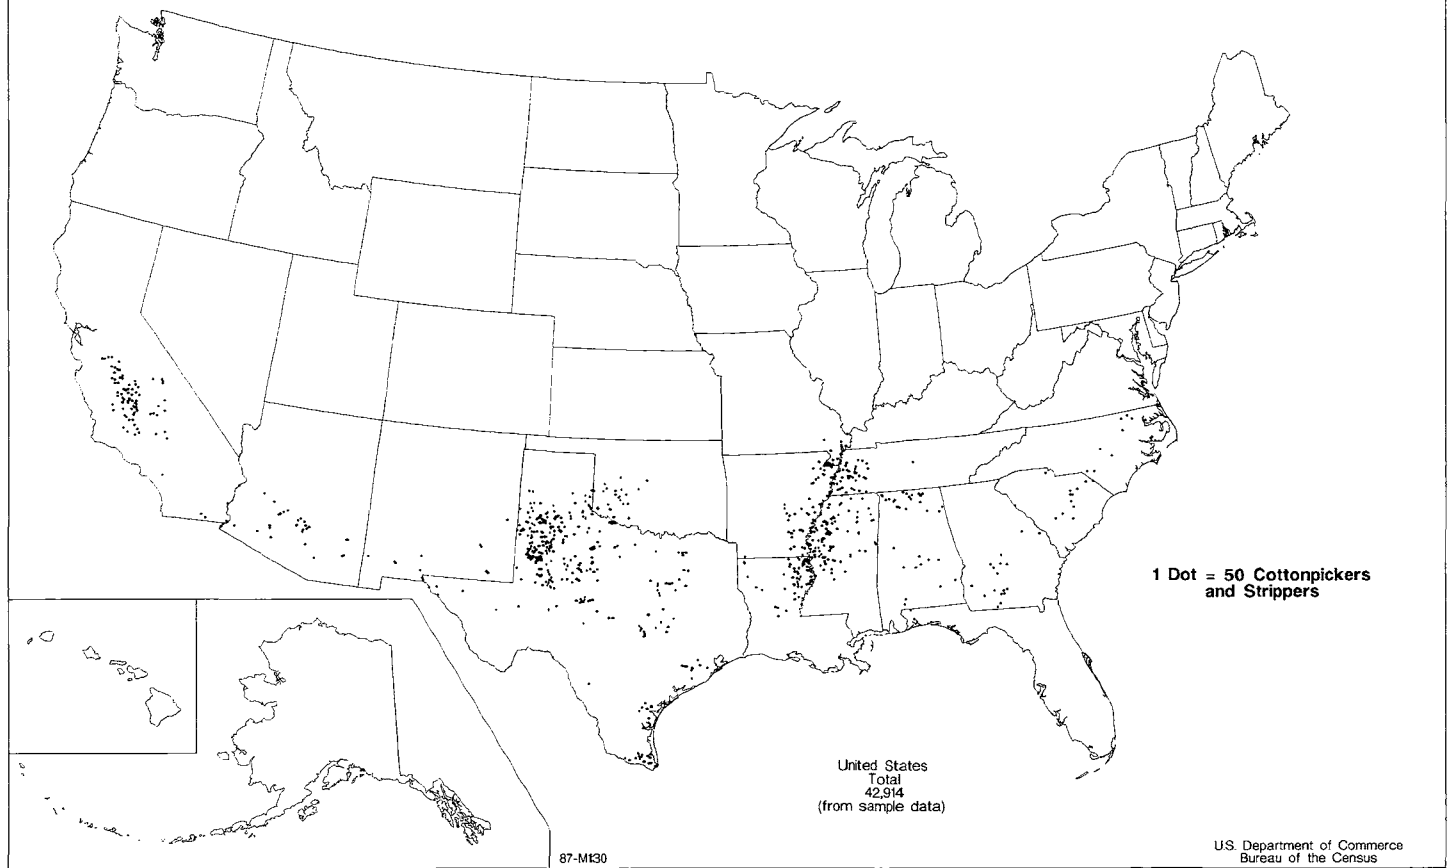 1 Dot = 50 Cottonpickers
and Strippers
United States
Total
42,914
(from sample data)
87-M130
U.S. Department of Commerce
Bureau of the Census